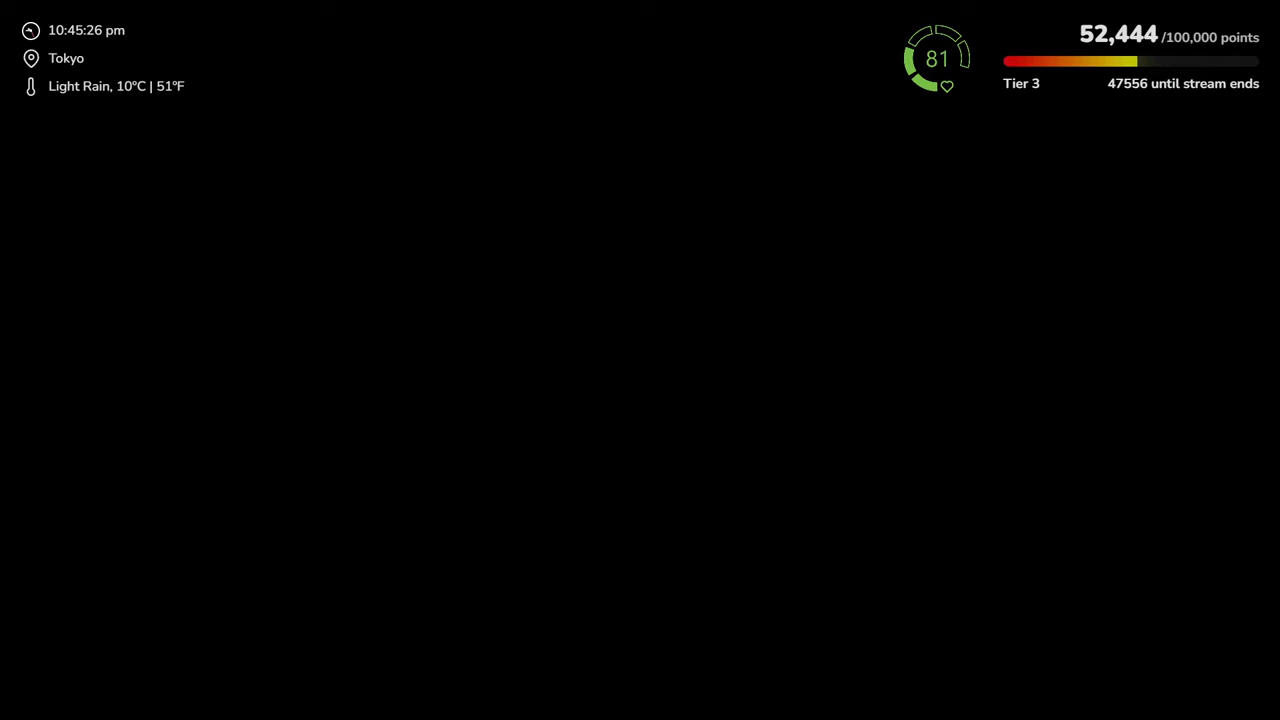 10:45:26 pm
Tokyo
Light Rain, 10°C | 51°F
81
52,444 /100,000 points
Tier 3
47556 until stream ends